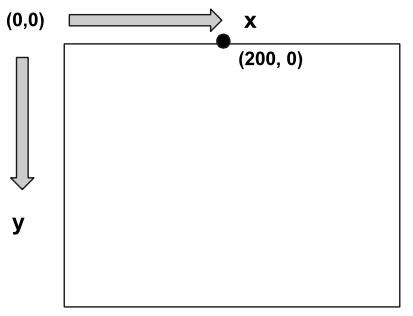 (0,0)
x
(200, 0)
y